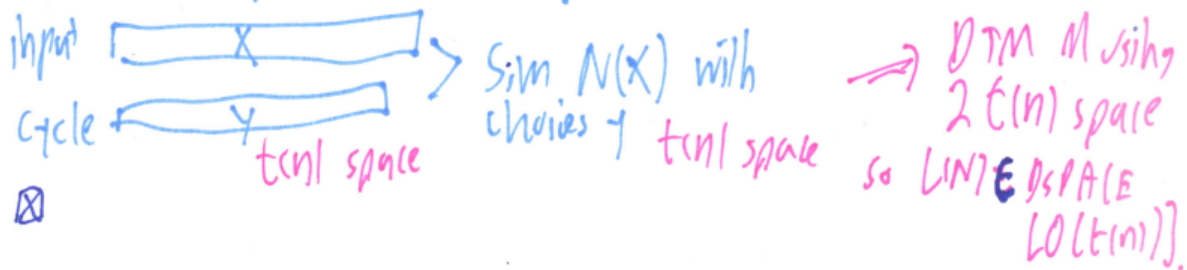 input X
cycle Y
t(n) space
Sim N(X) with
choices y t(n) space
⇒ DTM M using
2 t(n) space
so L(N) ∈ DSPACE
[O(t(n))].